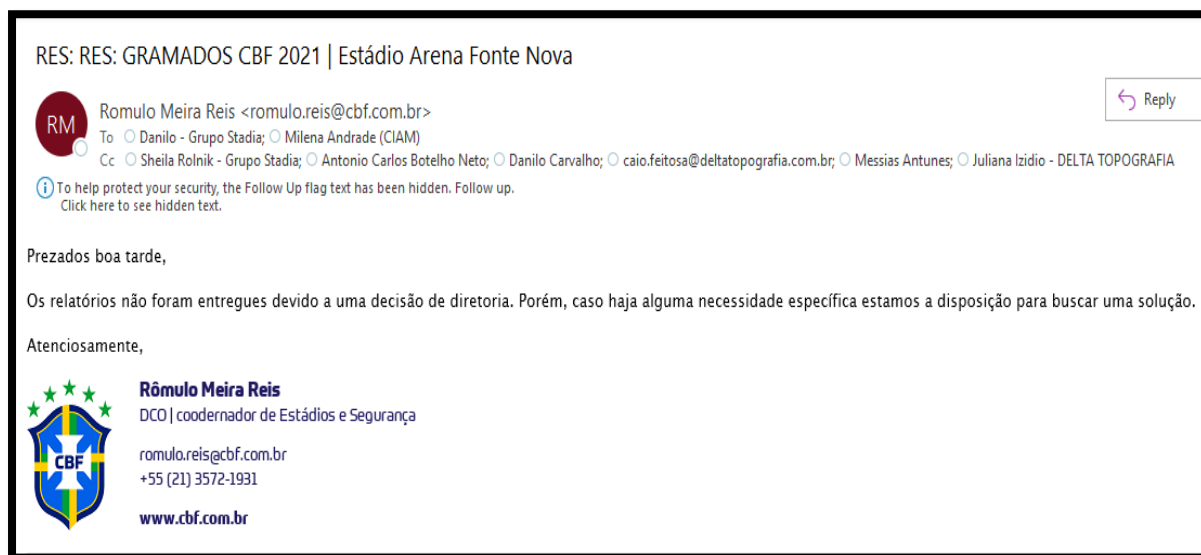 RES: RES: GRAMADOS CBF 2021 | Estádio Arena Fonte Nova
Reply
RM
Romulo Meira Reis <romulo.reis@cbf.com.br>
To Danilo - Grupo Stadia; Milena Andrade (CIAM)
Cc Sheila Rolnik - Grupo Stadia; Antonio Carlos Botelho Neto; Danilo Carvalho; caio.feitosa@deltatopografia.com.br; Messias Antunes; Juliana Izidio - DELTA TOPOGRAFIA
To help protect your security, the Follow Up flag text has been hidden. Follow up.
Click here to see hidden text.
Prezados boa tarde,
Os relatórios não foram entregues devido a uma decisão de diretoria. Porém, caso haja alguma necessidade específica estamos a disposição para buscar uma solução.
Atenciosamente,
CBF
Rômulo Meira Reis
DCO | coodernador de Estádios e Segurança
romulo.reis@cbf.com.br
+55 (21) 3572-1931
www.cbf.com.br